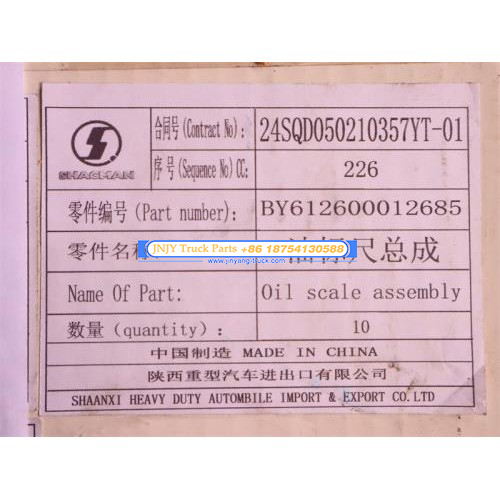 SHACMAN
合同号(Contract No): 24SQD050210357YT-01
序号(Sequence No)CC: 226
零件编号(Part number): BY612600012685
零件名称 尺总成
JNJY Truck Parts +86 18754130588
www.jinyang-truck.com
Name Of Part: Oil scale assembly
数量(quantity): 10
中国制造 MADE IN CHINA
陕西重型汽车进出口有限公司
SHAANXI HEAVY DUTY AUTOMBILE IMPORT & EXPORT CO.LTD